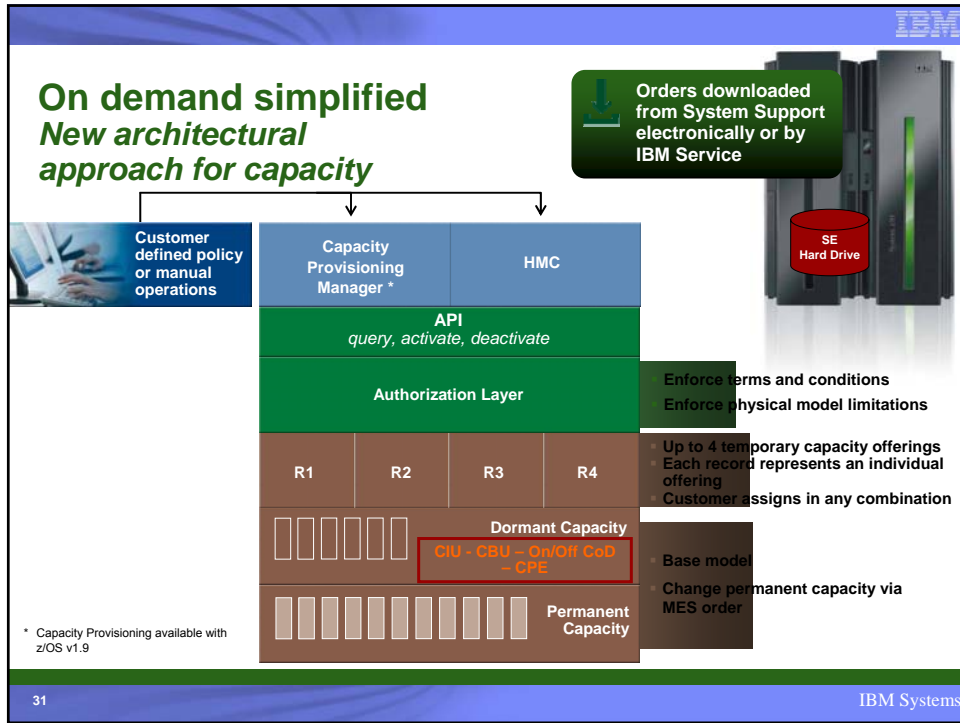 IBM
On demand simplified
New architectural
approach for capacity
Orders downloaded
from System Support
electronically or by
IBM Service
SE
Hard Drive
Customer
defined policy
or manual
operations
Capacity
Provisioning
Manager *
HMC
API
query, activate, deactivate
Authorization Layer
▪ Enforce terms and conditions
▪ Enforce physical model limitations
R1
R2
R3
R4
▪ Up to 4 temporary capacity offerings
▪ Each record represents an individual
offering
▪ Customer assigns in any combination
Dormant Capacity
CIU - CBU – On/Off CoD
– CPE
▪ Base model
▪ Change permanent capacity via
MES order
Permanent
Capacity
* Capacity Provisioning available with
z/OS v1.9
31
IBM Systems